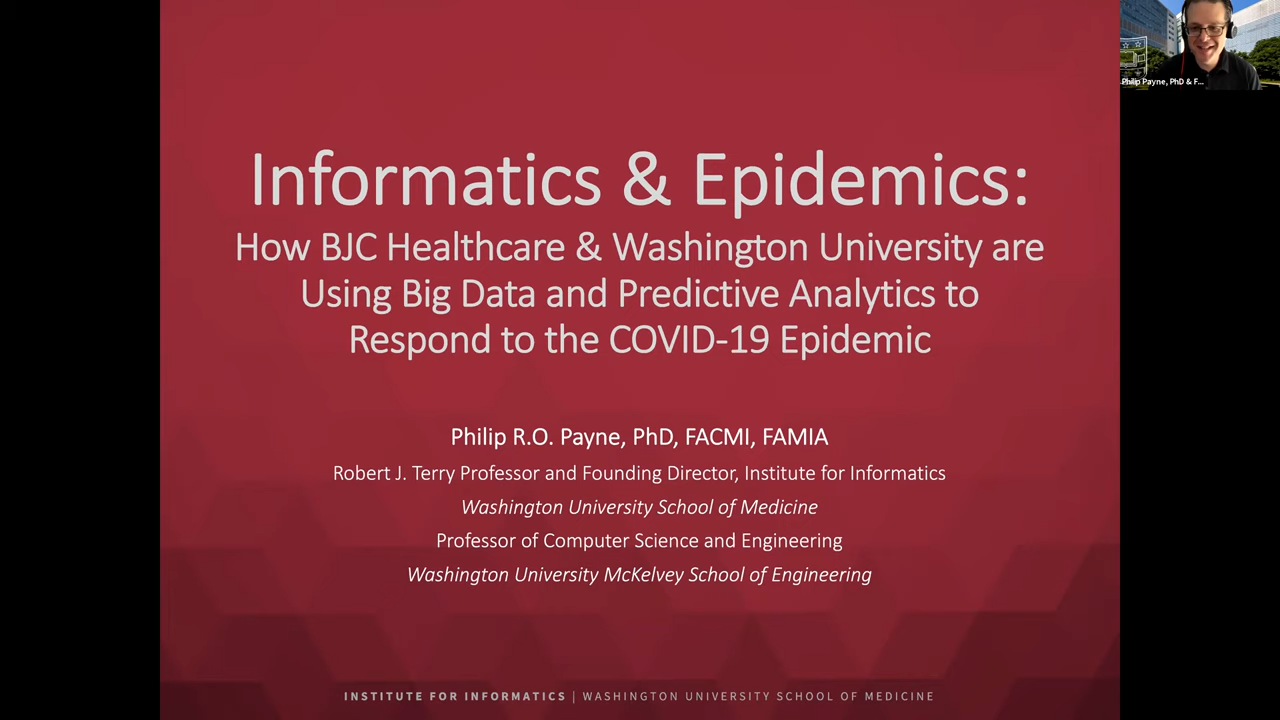 Informatics & Epidemics:
How BJC Healthcare & Washington University are
Using Big Data and Predictive Analytics to
Respond to the COVID-19 Epidemic
Philip R.O. Payne, PhD, FACMI, FAMIA
Robert J. Terry Professor and Founding Director, Institute for Informatics
Washington University School of Medicine
Professor of Computer Science and Engineering
Washington University McKelvey School of Engineering
INSTITUTE FOR INFORMATICS | WASHINGTON UNIVERSITY SCHOOL OF MEDICINE
Philip Payne, PhD & F...